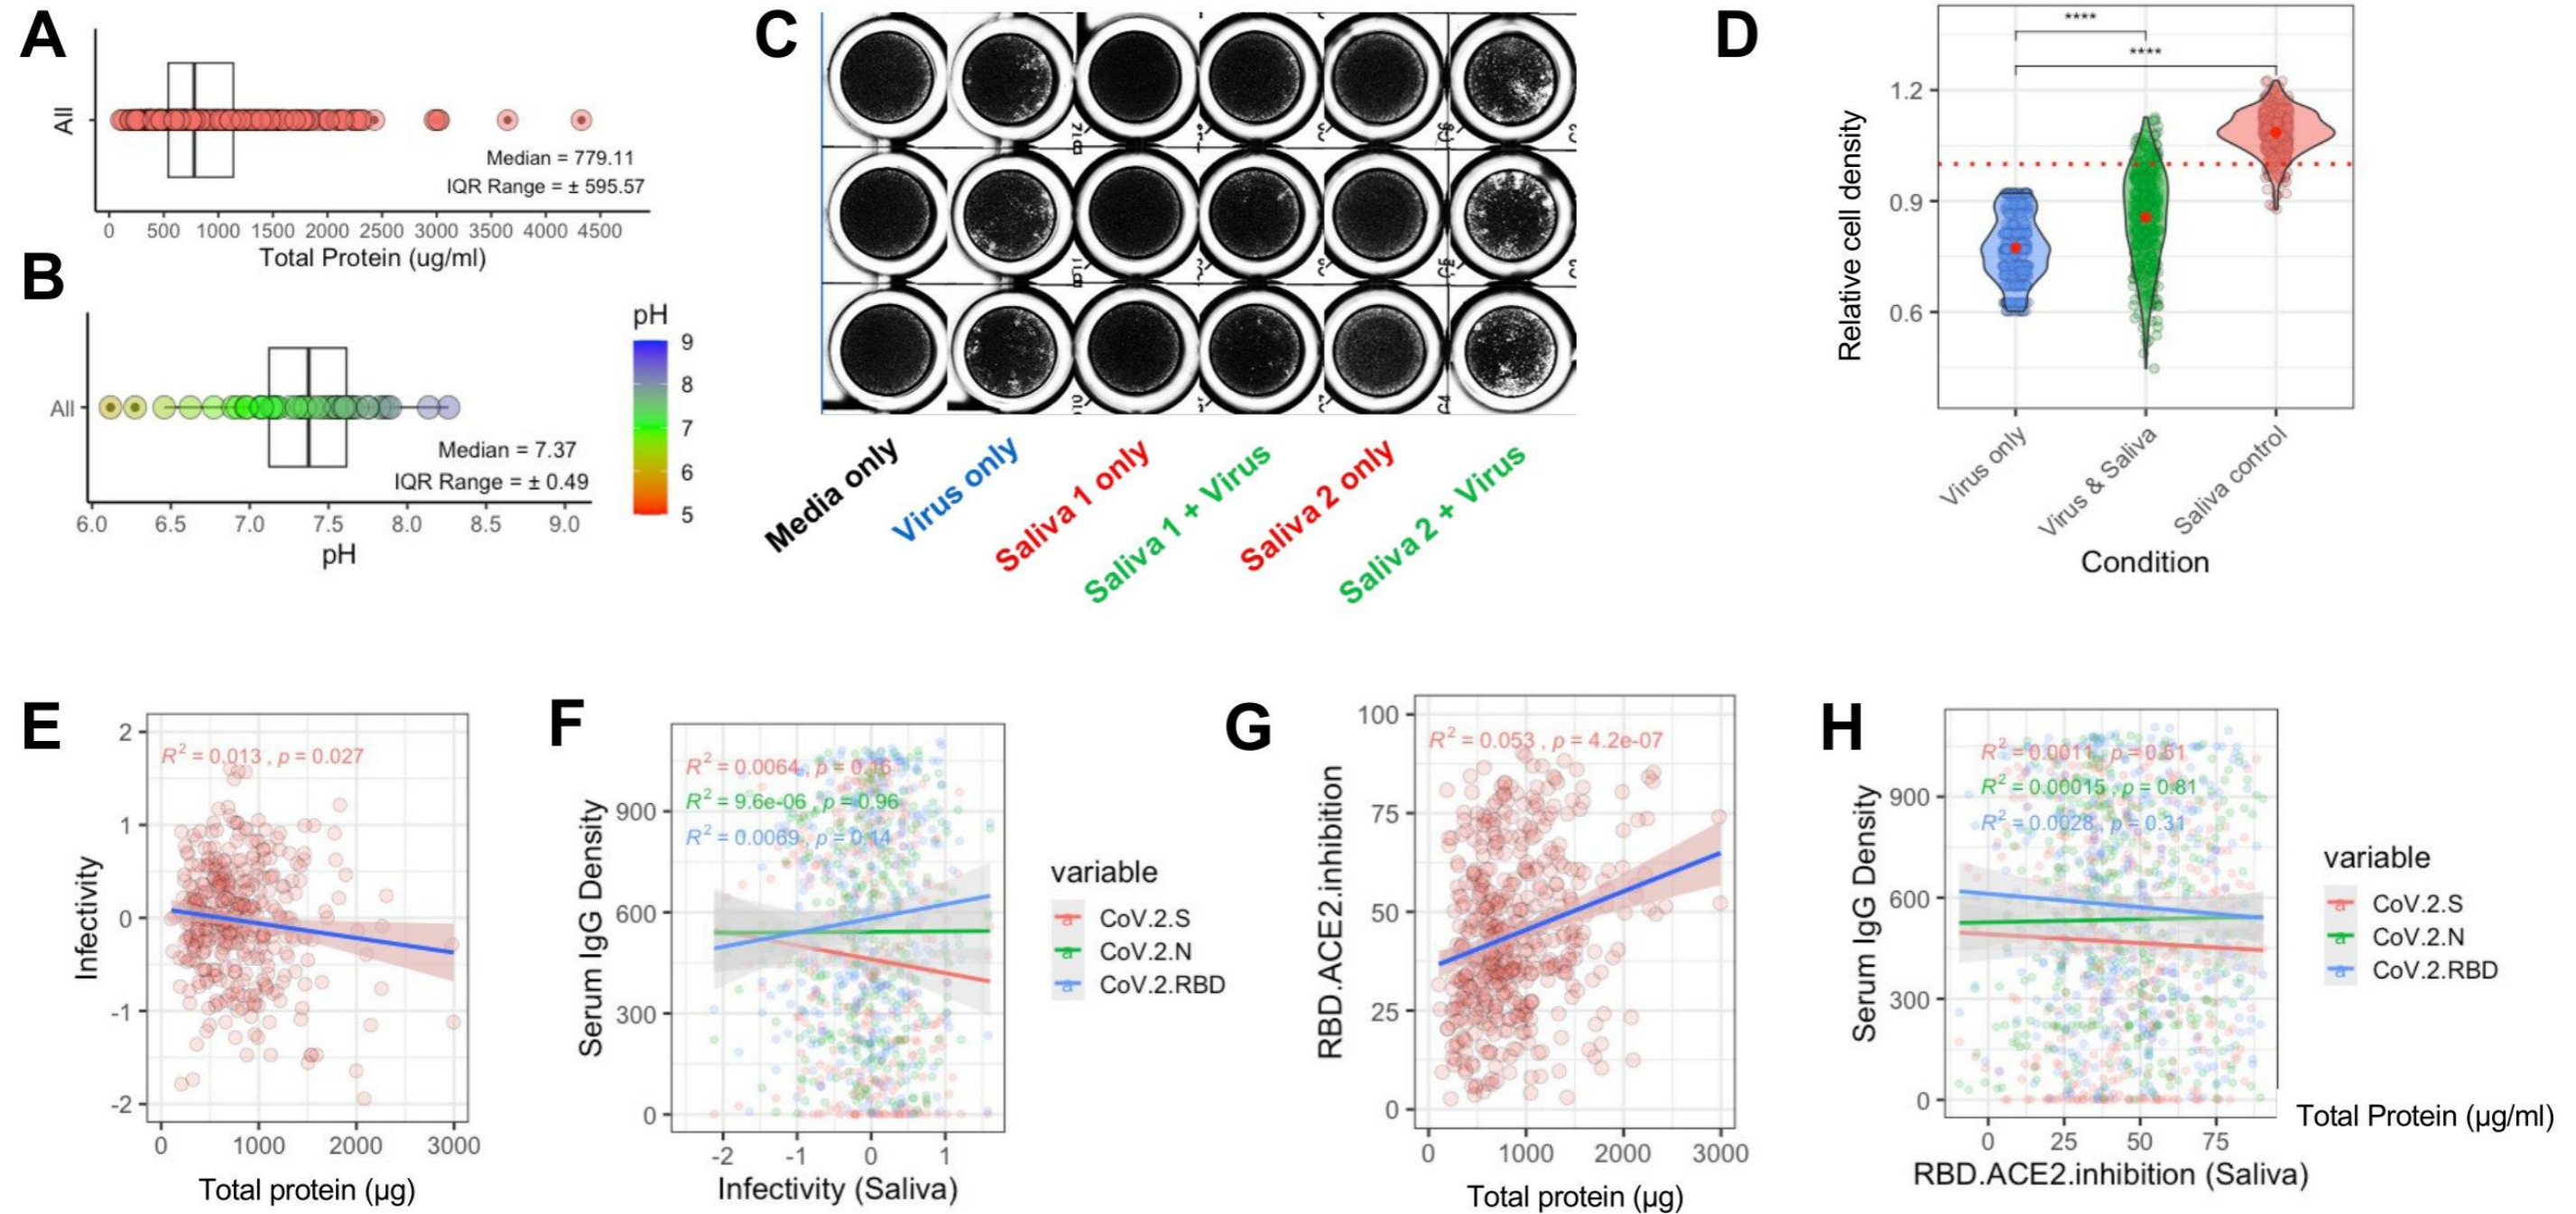 A
All
Median = 779.11
IQR Range = ± 595.57
0 500 1000 1500 2000 2500 3000 3500 4000 4500
Total Protein (ug/ml)
B
All
Median = 7.37
IQR Range = ± 0.49
6.0 6.5 7.0 7.5 8.0 8.5 9.0
pH
pH
9
8
7
6
5
C
Media only
Virus only
Saliva 1 only
Saliva 1 + Virus
Saliva 2 only
Saliva 2 + Virus
D
****
****
Relative cell density
1.2
0.9
0.6
Virus only
Virus & Saliva
Saliva control
Condition
E
R² = 0.013 , p = 0.027
Infectivity
2
1
0
-1
-2
0 1000 2000 3000
Total protein (µg)
F
R² = 0.0064 , p = 0.16
R² = 9.6e-06 , p = 0.96
R² = 0.0069 , p = 0.14
Serum IgG Density
900
600
300
0
-2 -1 0 1
Infectivity (Saliva)
variable
a CoV.2.S
a CoV.2.N
a CoV.2.RBD
G
R² = 0.053 , p = 4.2e-07
RBD.ACE2.inhibition
100
75
50
25
0
0 1000 2000 3000
Total protein (µg)
H
R² = 0.0011 , p = 0.51
R² = 0.00015 , p = 0.81
R² = 0.0028 , p = 0.31
Serum IgG Density
900
600
300
0
0 25 50 75
RBD.ACE2.inhibition (Saliva)
variable
a CoV.2.S
a CoV.2.N
a CoV.2.RBD
Total Protein (µg/ml)